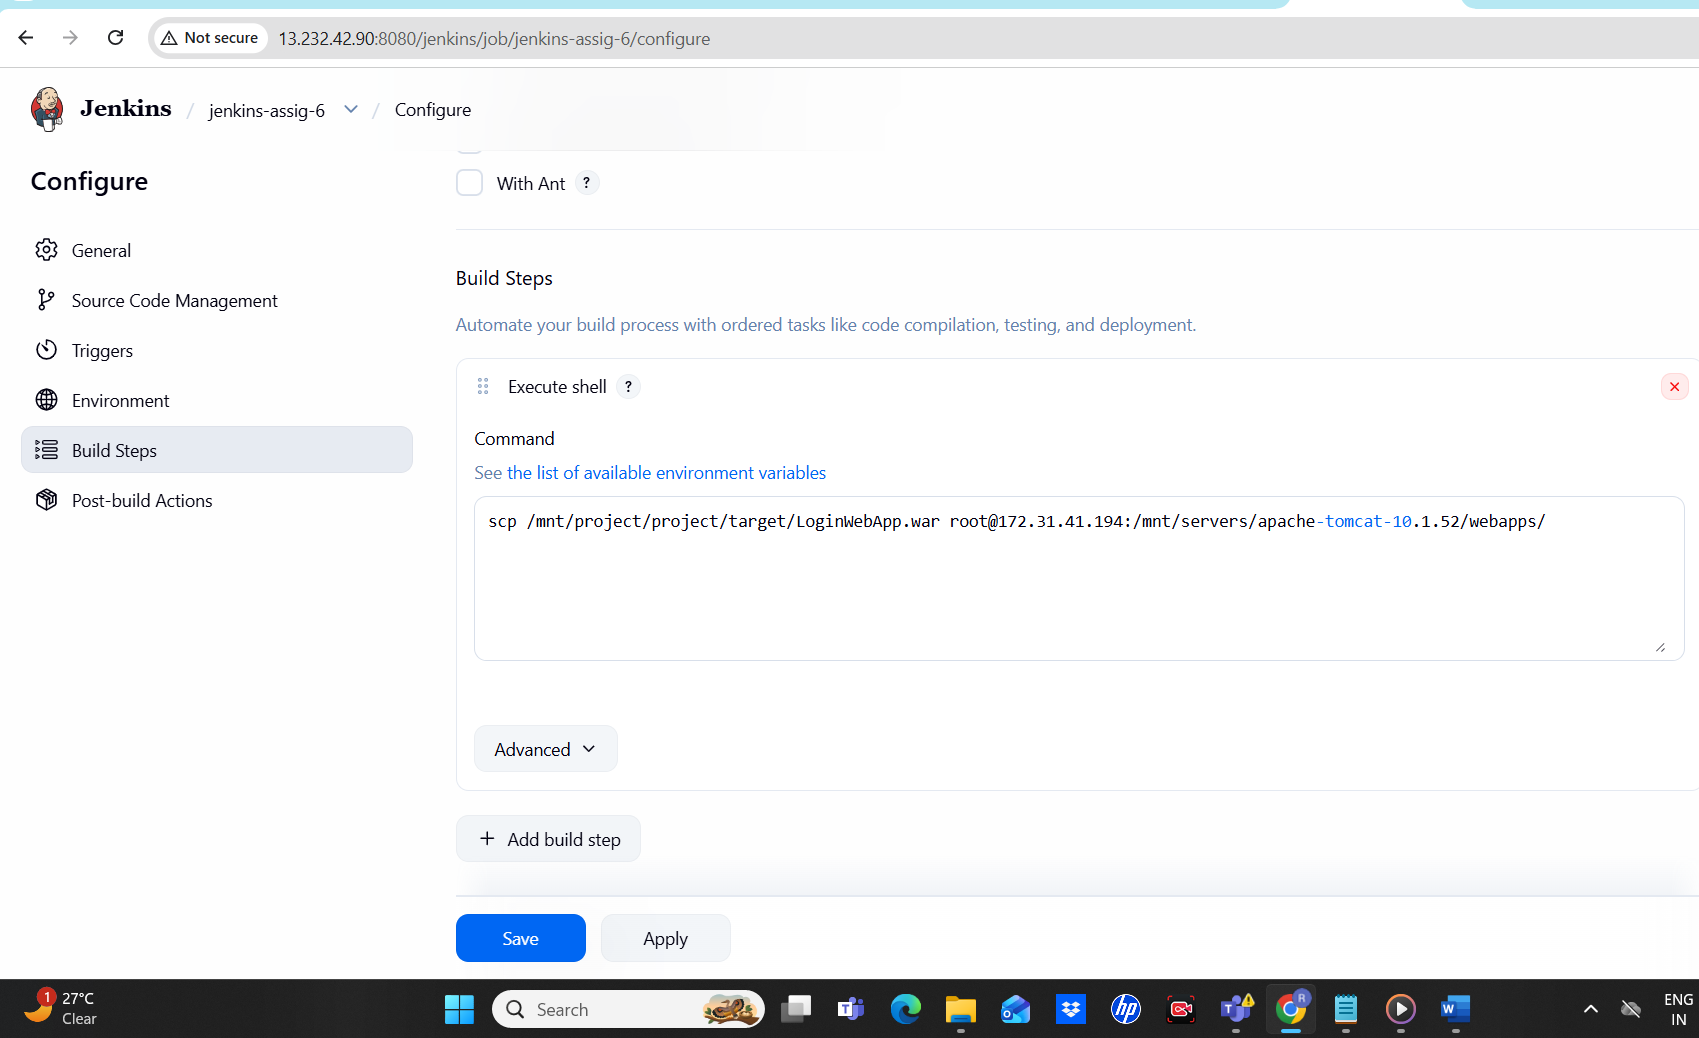 Not secure 13.232.42.90:8080/jenkins/job/jenkins-assig-6/configure
Jenkins / jenkins-assig-6 / Configure
Configure
General
Source Code Management
Triggers
Environment
Build Steps
Post-build Actions
With Ant ?
Build Steps
Automate your build process with ordered tasks like code compilation, testing, and deployment.
Execute shell ?
Command
See the list of available environment variables
scp /mnt/project/project/target/LoginWebApp.war root@172.31.41.194:/mnt/servers/apache-tomcat-10.1.52/webapps/
Advanced
+ Add build step
Save Apply
1
27°C
Clear
Search
ENG
IN